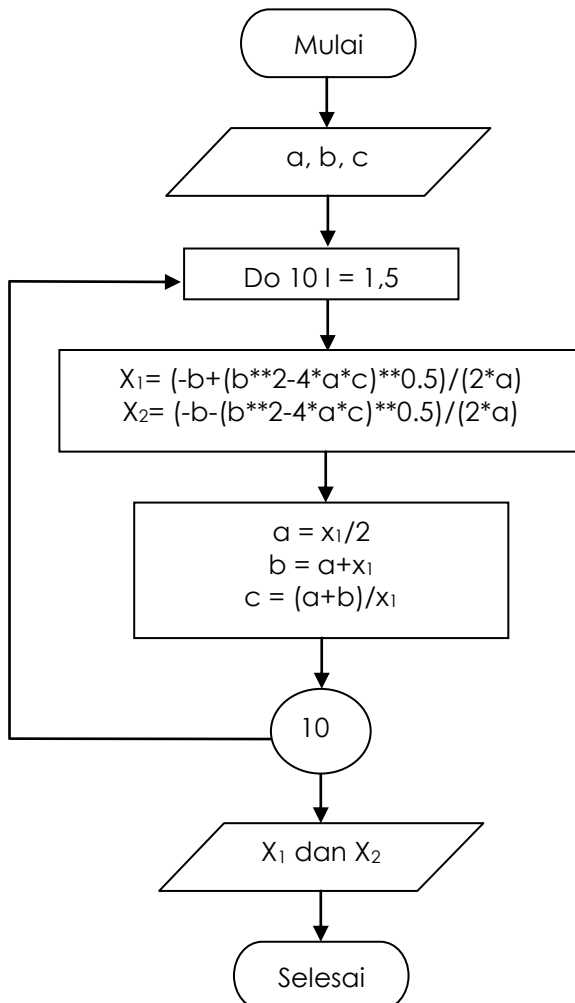 Mulai
a, b, c
Do 10 I = 1,5
X₁= (-b+(b**2-4*a*c)**0.5)/(2*a)
X₂= (-b-(b**2-4*a*c)**0.5)/(2*a)
a = x₁/2
b = a+x₁
c = (a+b)/x₁
10
X₁ dan X₂
Selesai